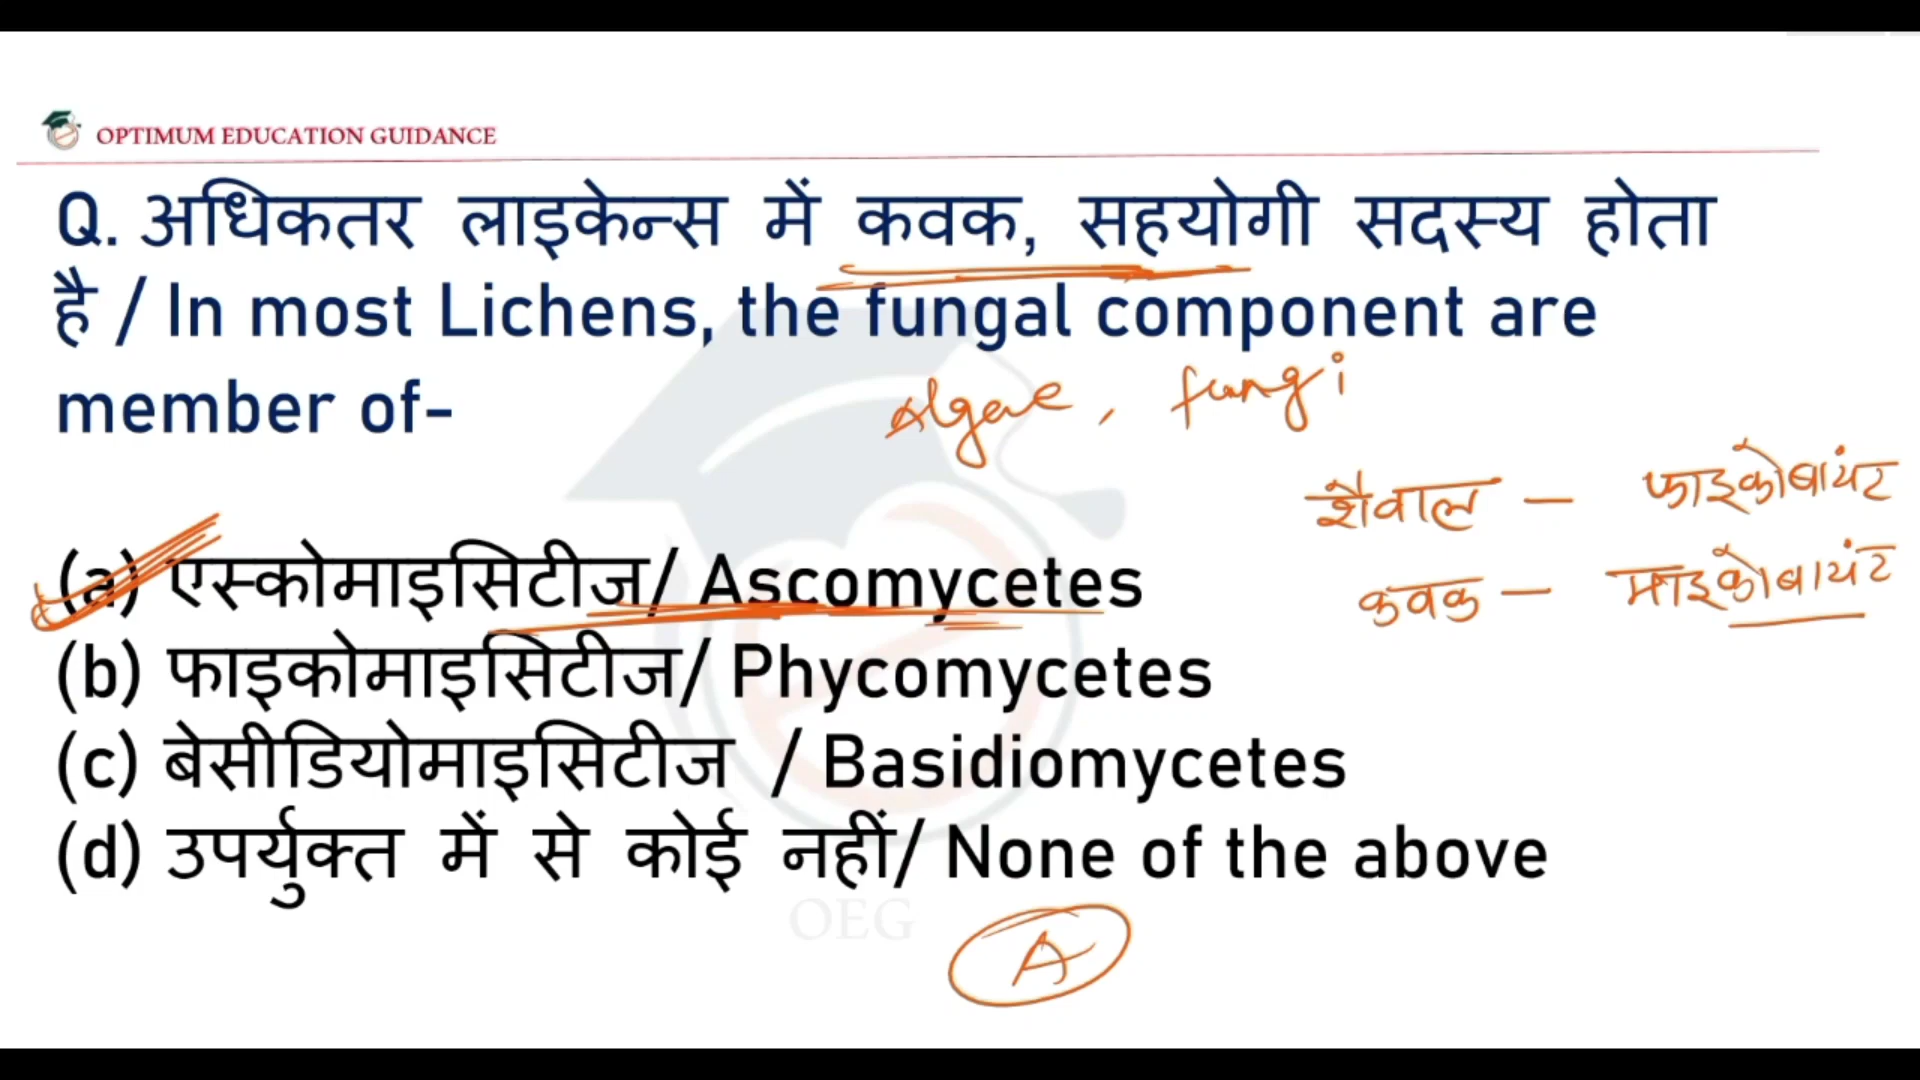 OPTIMUM EDUCATION GUIDANCE
Q. अधिकतर लाइकेन्स में कवक, सहयोगी सदस्य होता
है / In most Lichens, the fungal component are
member of-
Algae, fungi
शैवाल – फाइकोबायंट
(a) एस्कोमाइसिटीज/ Ascomycetes
कवक – माइकोबायंट
(b) फाइकोमाइसिटीज/ Phycomycetes
(c) बेसीडियोमाइसिटीज / Basidiomycetes
(d) उपर्युक्त में से कोई नहीं/ None of the above
OEG
A